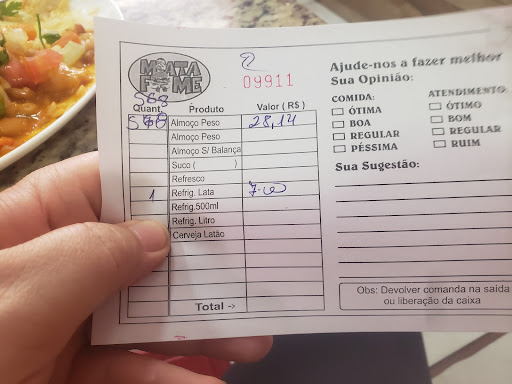 MATA
FOME
2
09911
568
Quant. Produto Valor ( R$ )
Almoço Peso 28,14
Almoço Peso
Almoço S/ Balança
Suco ( )
Refresco
1 Refrig. Lata 7,00
Refrig.500ml
Refrig. Litro
Cerveja Latão
Total ->
Ajude-nos a fazer melhor
Sua Opinião:
COMIDA:
ÓTIMA
BOA
REGULAR
PÉSSIMA
ATENDIMENTO:
ÓTIMO
BOM
REGULAR
RUIM
Sua Sugestão:
Obs: Devolver comanda na saída
ou liberação da caixa